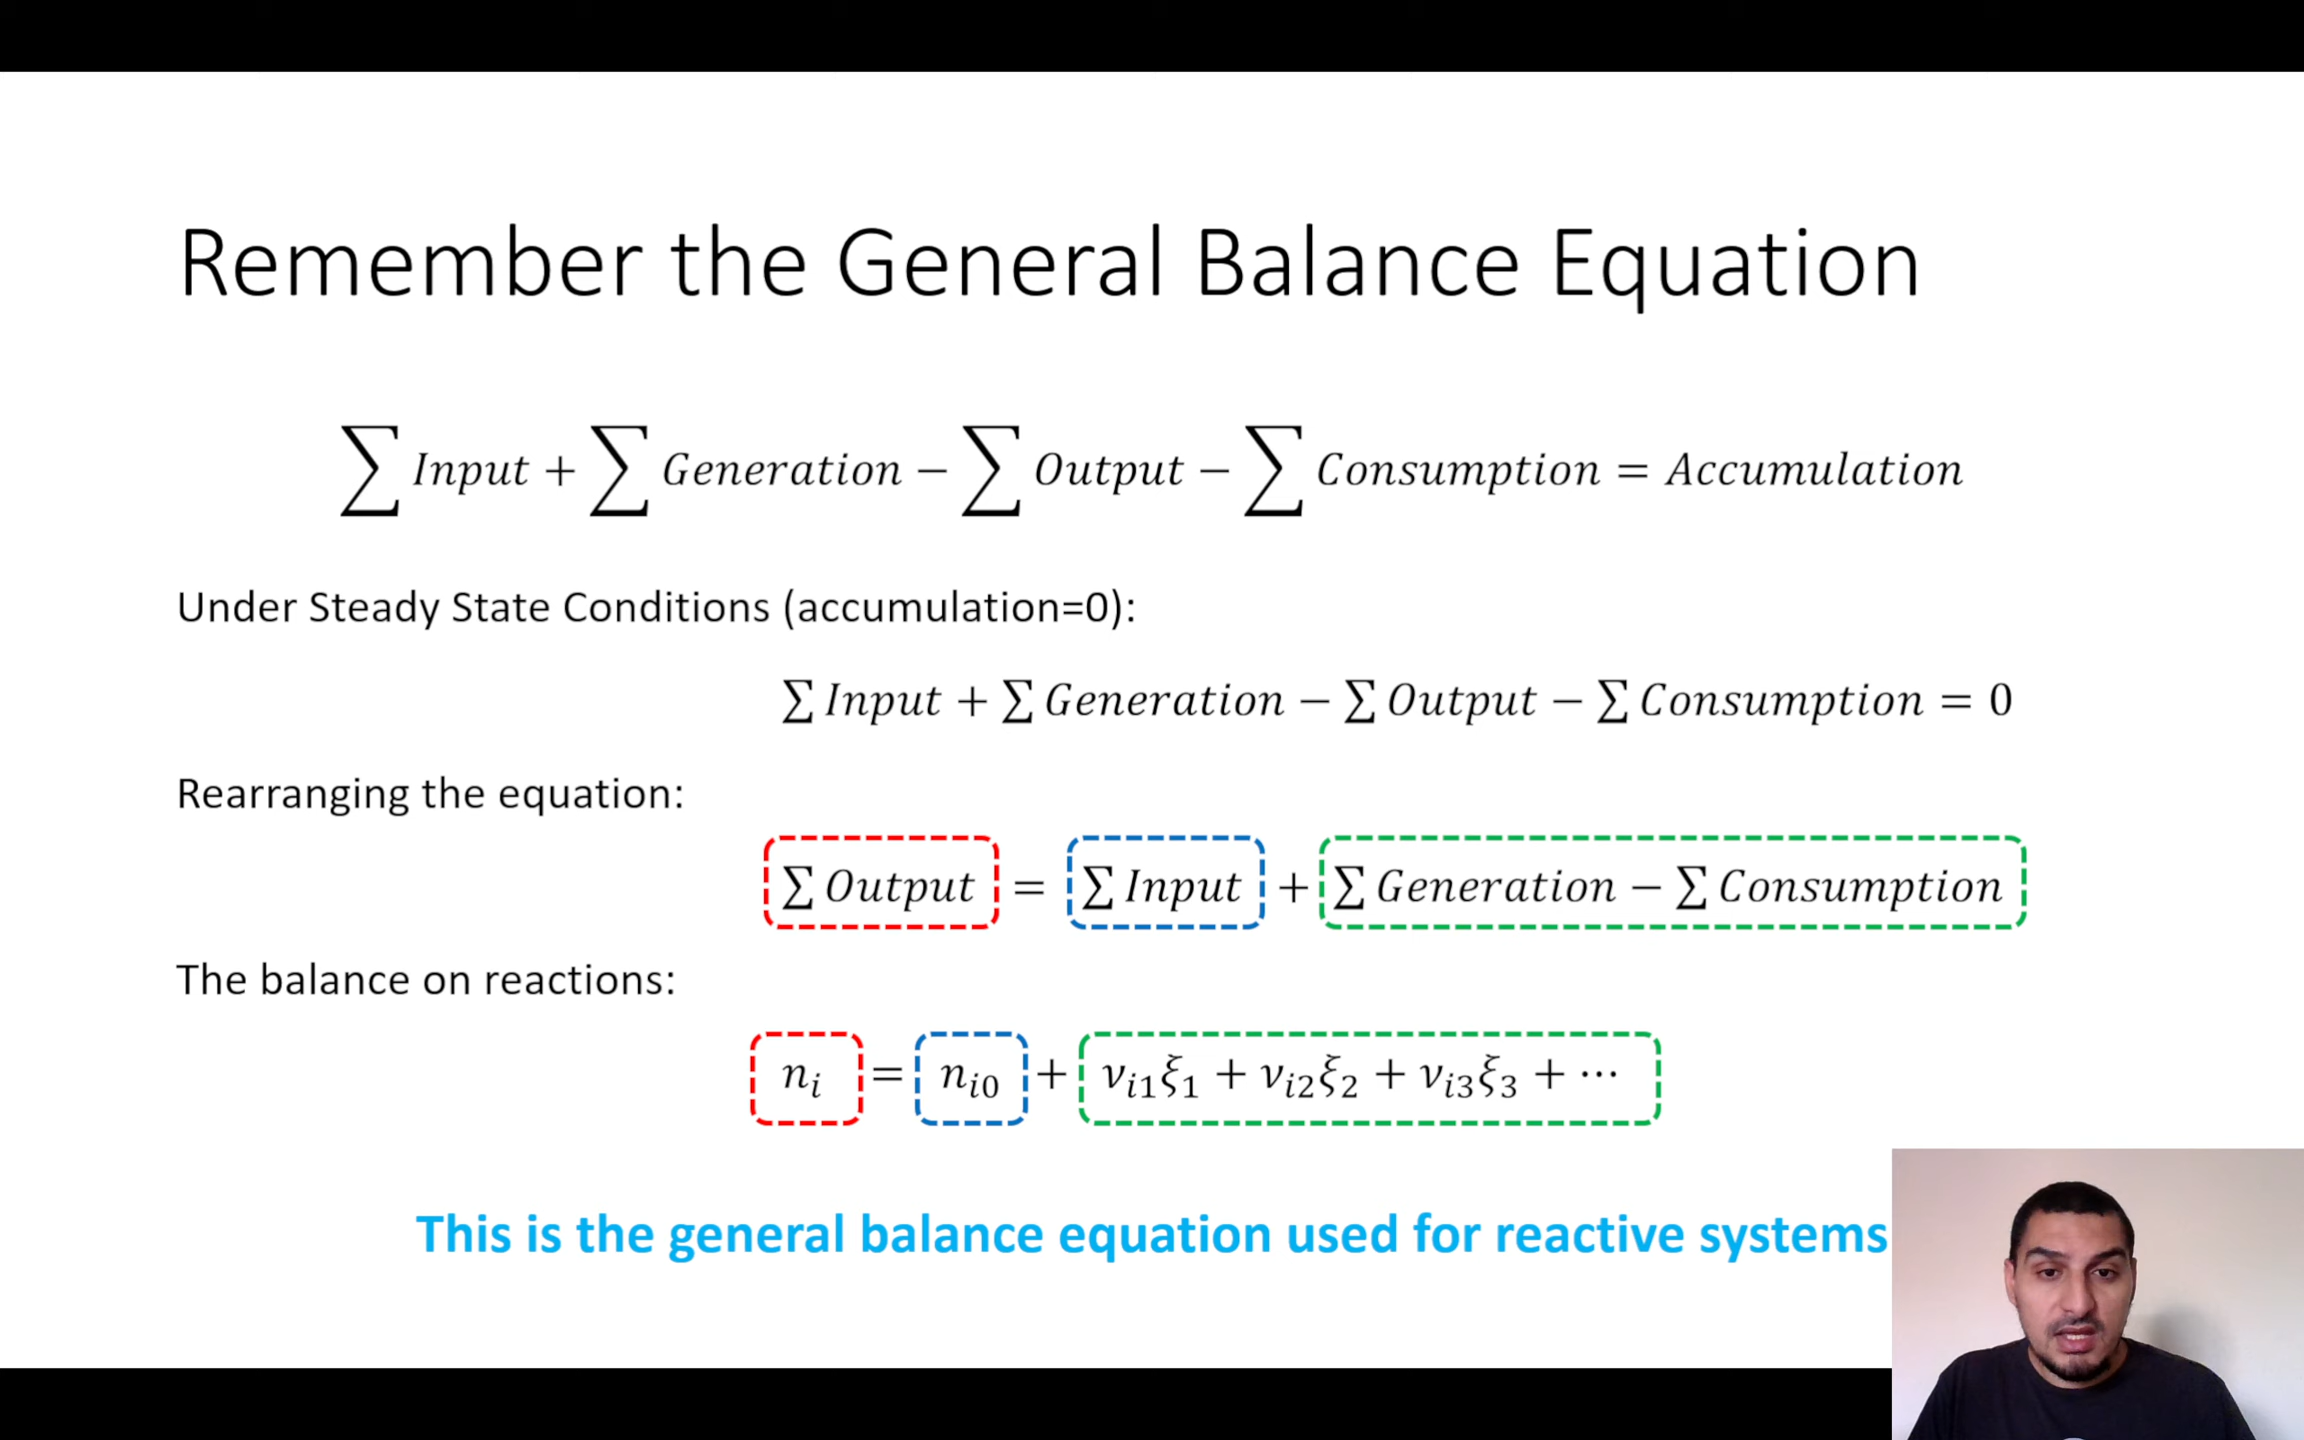 Remember the General Balance Equation
∑ Input + ∑ Generation − ∑ Output − ∑ Consumption = Accumulation
Under Steady State Conditions (accumulation=0):
∑ Input + ∑ Generation − ∑ Output − ∑ Consumption = 0
Rearranging the equation:
∑ Output = ∑ Input + ∑ Generation − ∑ Consumption
The balance on reactions:
nᵢ = nᵢ₀ + νᵢ₁ξ₁ + νᵢ₂ξ₂ + νᵢ₃ξ₃ + ⋯
This is the general balance equation used for reactive systems